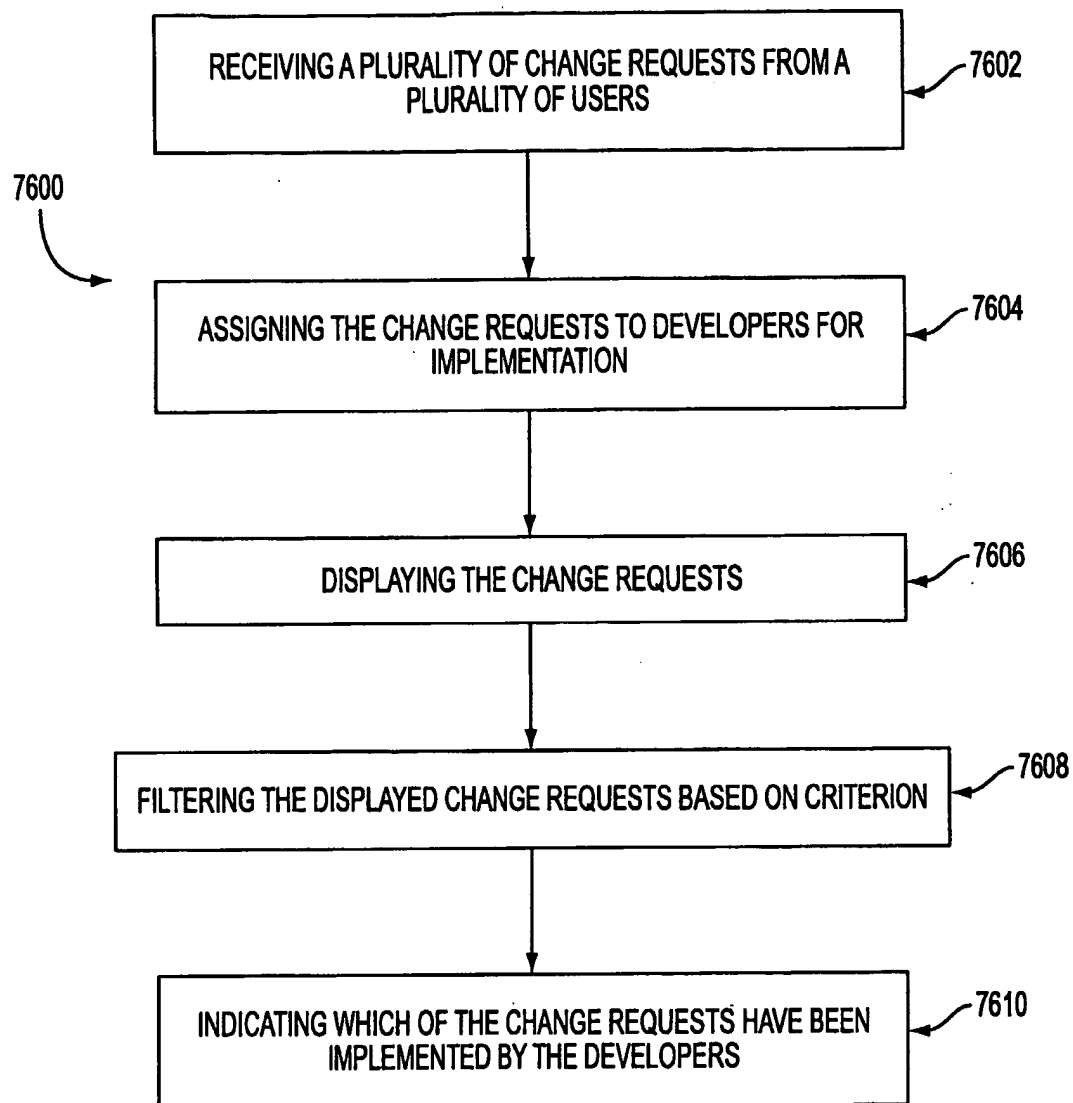 RECEIVING A PLURALITY OF CHANGE REQUESTS FROM A
PLURALITY OF USERS
7602
7600
ASSIGNING THE CHANGE REQUESTS TO DEVELOPERS FOR
IMPLEMENTATION
7604
DISPLAYING THE CHANGE REQUESTS
7606
FILTERING THE DISPLAYED CHANGE REQUESTS BASED ON CRITERION
7608
INDICATING WHICH OF THE CHANGE REQUESTS HAVE BEEN
IMPLEMENTED BY THE DEVELOPERS
7610